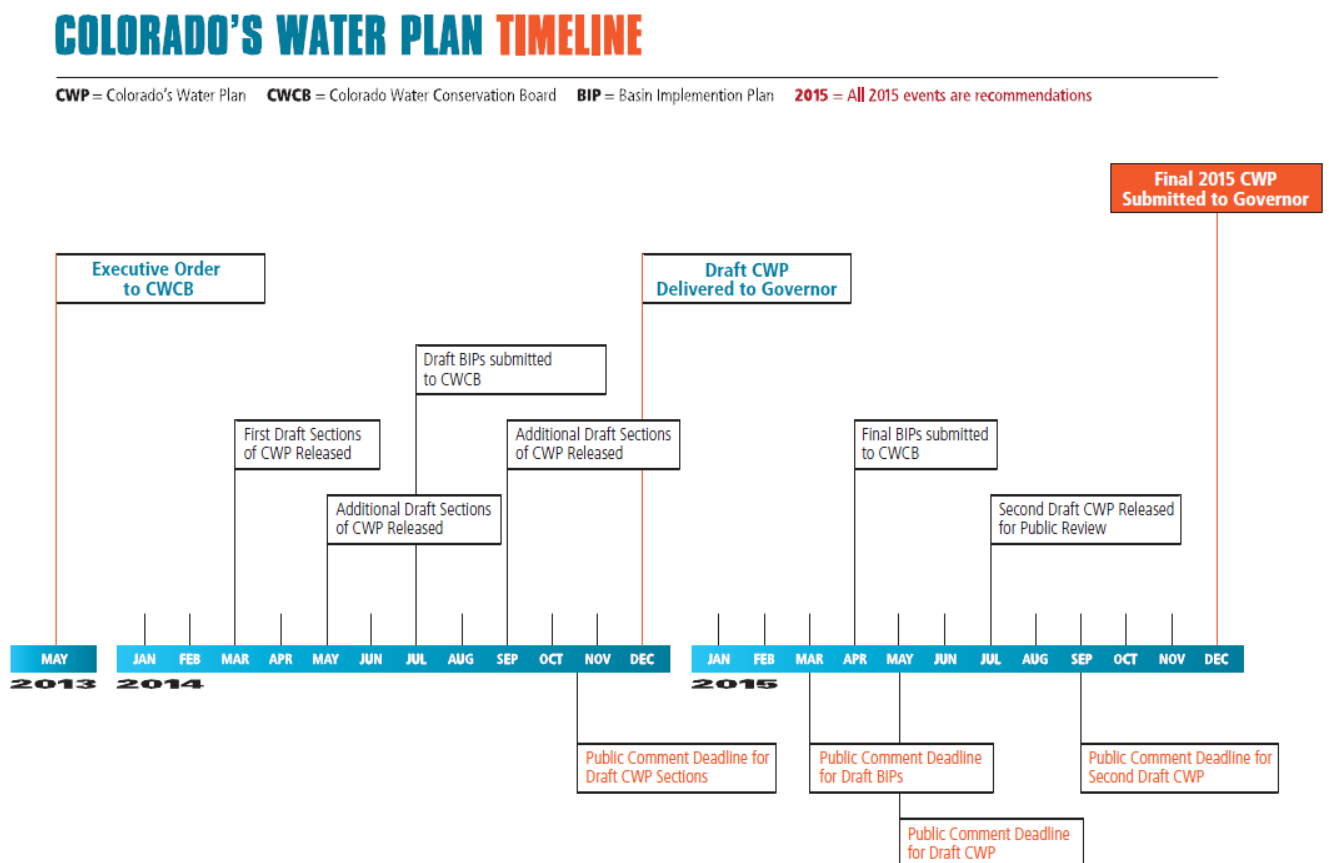 COLORADO'S WATER PLAN TIMELINE
CWP = Colorado's Water Plan CWCB = Colorado Water Conservation Board BIP = Basin Implemention Plan 2015 = All 2015 events are recommendations
Final 2015 CWP
Submitted to Governor
Executive Order
to CWCB
Draft CWP
Delivered to Governor
Draft BIPs submitted
to CWCB
First Draft Sections
of CWP Released
Additional Draft Sections
of CWP Released
Final BIPs submitted
to CWCB
Additional Draft Sections
of CWP Released
Second Draft CWP Released
for Public Review
MAY JAN FEB MAR APR MAY JUN JUL AUG SEP OCT NOV DEC JAN FEB MAR APR MAY JUN JUL AUG SEP OCT NOV DEC
2013 2014 2015
Public Comment Deadline for
Draft CWP Sections
Public Comment Deadline
for Draft BIPs
Public Comment Deadline for
Second Draft CWP
Public Comment Deadline
for Draft CWP